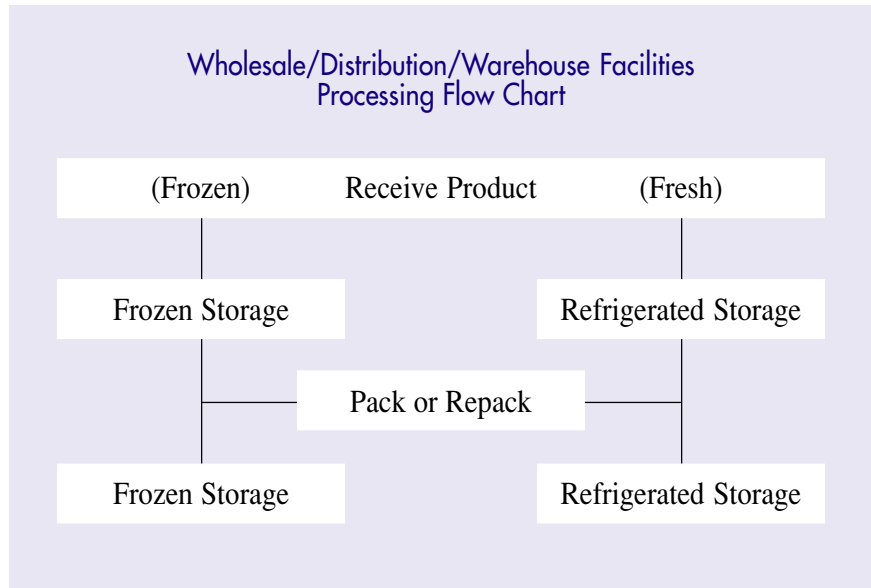 Wholesale/Distribution/Warehouse Facilities
Processing Flow Chart
(Frozen) Receive Product (Fresh)
Frozen Storage Refrigerated Storage
Pack or Repack
Frozen Storage Refrigerated Storage